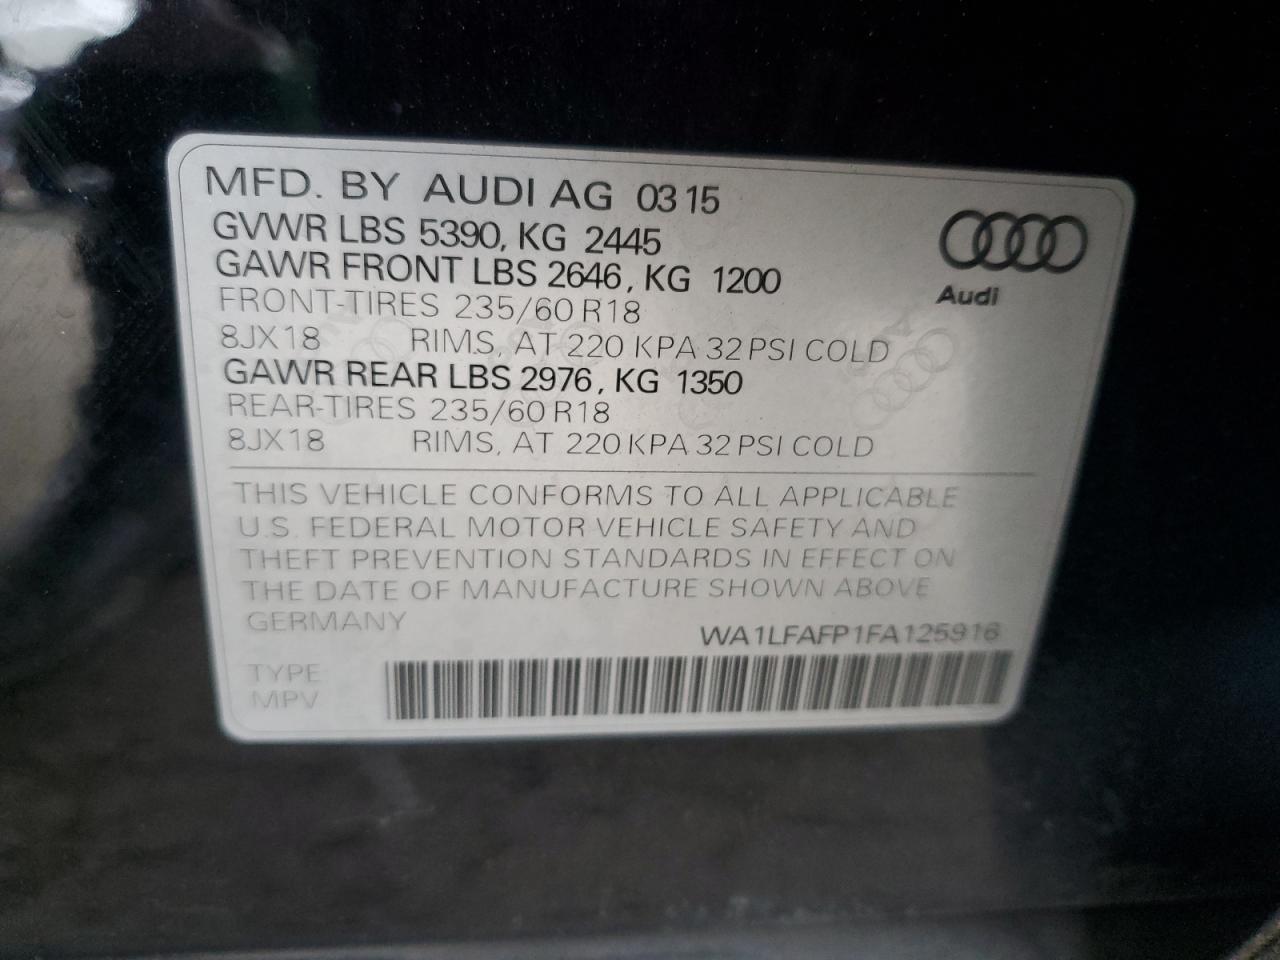 MFD. BY AUDI AG 03 15
GVWR LBS 5390, KG 2445
GAWR FRONT LBS 2646, KG 1200
FRONT-TIRES 235/60 R18
8JX18 RIMS, AT 220 KPA 32 PSI COLD
GAWR REAR LBS 2976, KG 1350
REAR-TIRES 235/60 R18
8JX18 RIMS, AT 220 KPA 32 PSI COLD
Audi
THIS VEHICLE CONFORMS TO ALL APPLICABLE
U.S. FEDERAL MOTOR VEHICLE SAFETY AND
THEFT PREVENTION STANDARDS IN EFFECT ON
THE DATE OF MANUFACTURE SHOWN ABOVE
GERMANY
WA1LFAFP1FA125916
TYPE
MPV